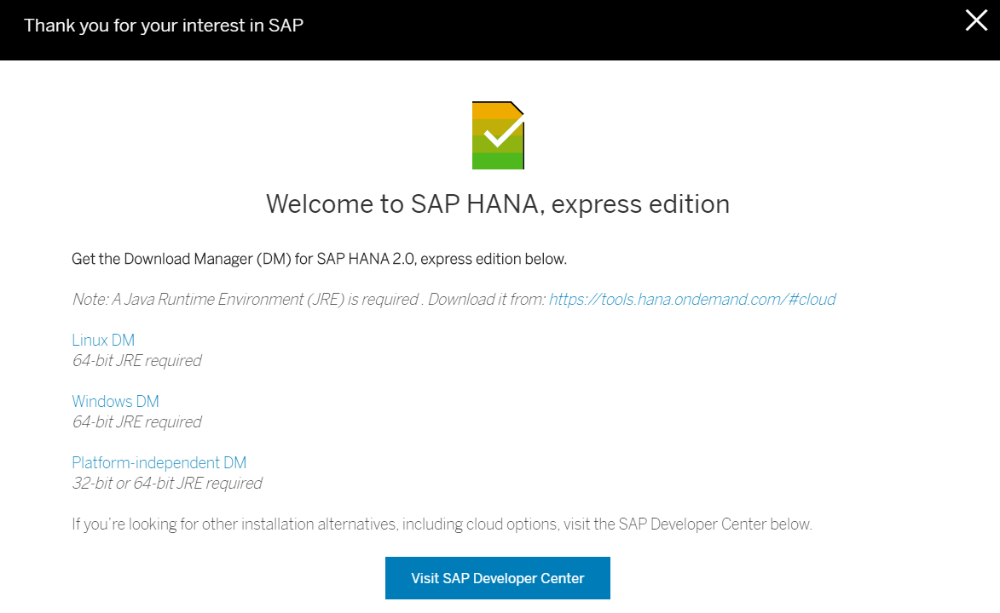 Thank you for your interest in SAP
Welcome to SAP HANA, express edition
Get the Download Manager (DM) for SAP HANA 2.0, express edition below.
Note: A Java Runtime Environment (JRE) is required . Download it from: https://tools.hana.ondemand.com/#cloud
Linux DM
64-bit JRE required
Windows DM
64-bit JRE required
Platform-independent DM
32-bit or 64-bit JRE required
If you're looking for other installation alternatives, including cloud options, visit the SAP Developer Center below.
Visit SAP Developer Center